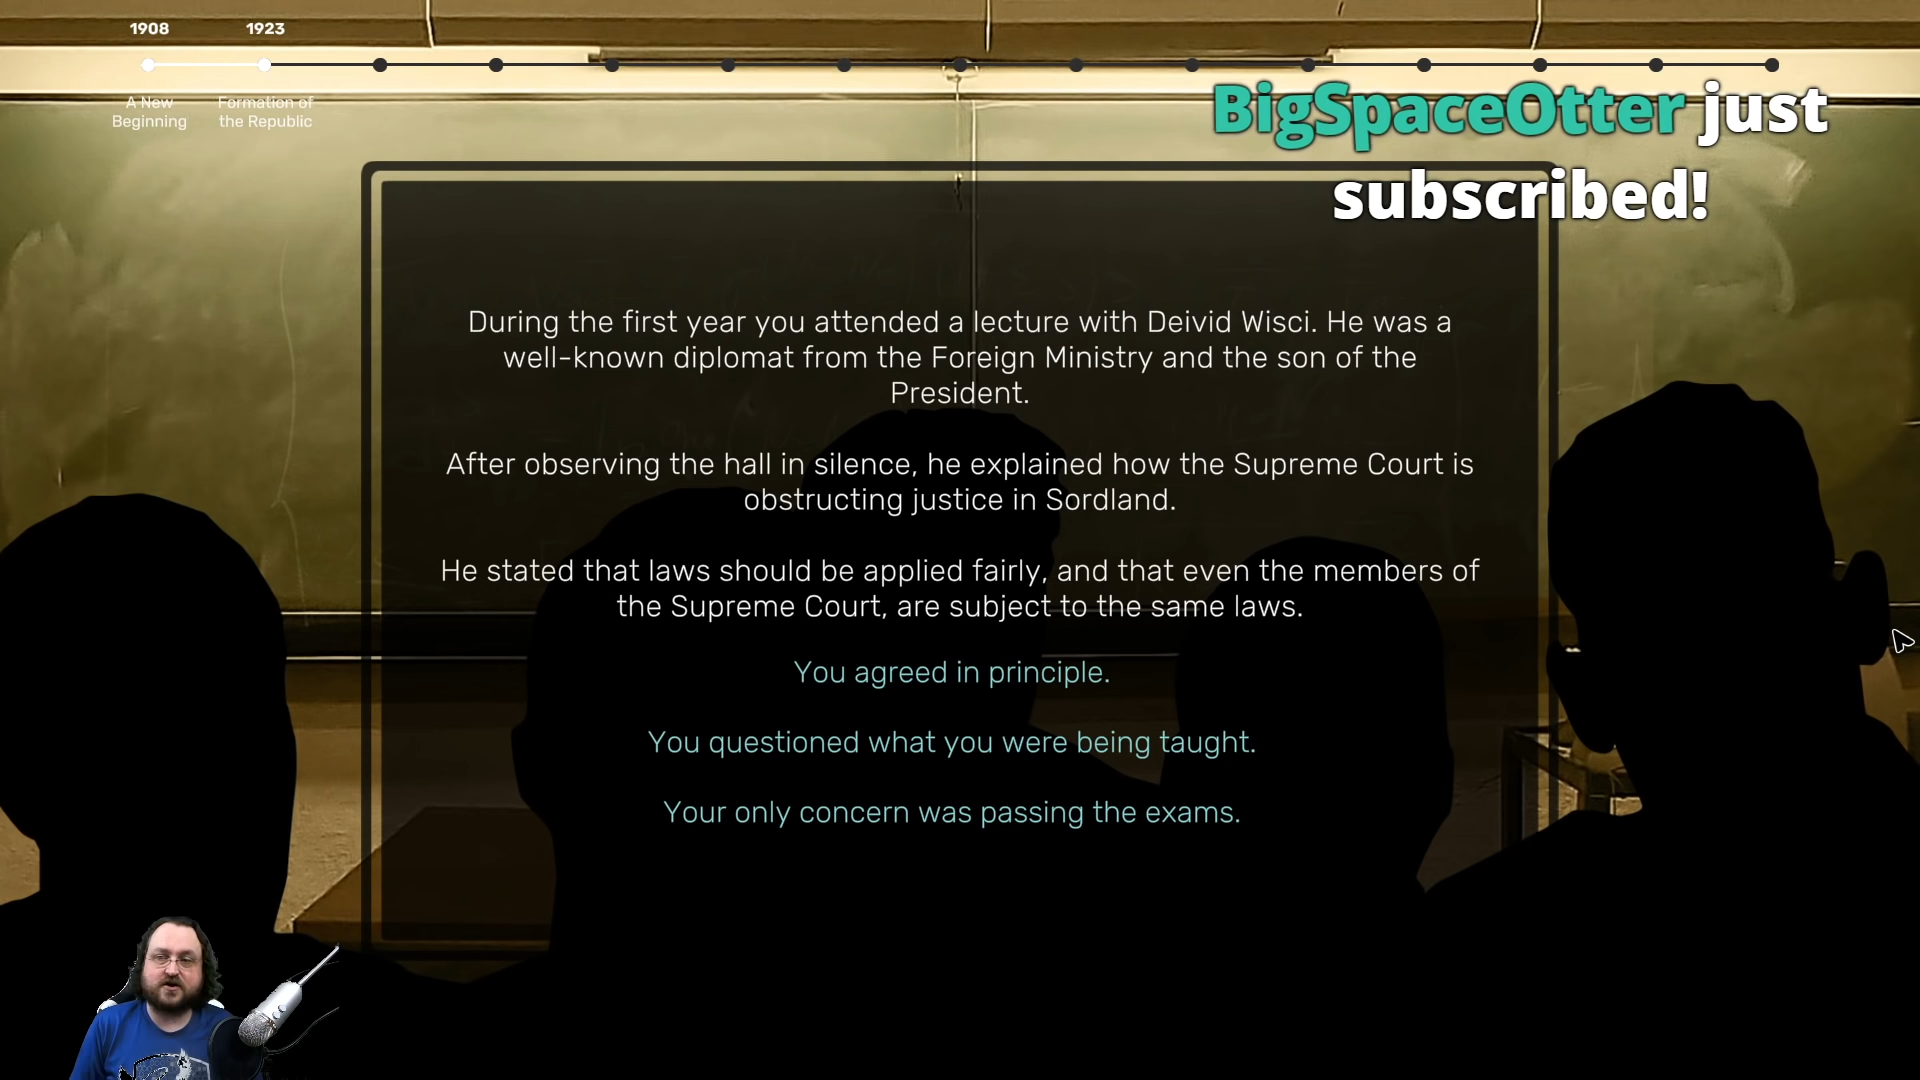 1908
1923
A New
Beginning
Formation of
the Republic
BigSpaceOtter just
subscribed!
During the first year you attended a lecture with Deivid Wisci. He was a
well-known diplomat from the Foreign Ministry and the son of the
President.
After observing the hall in silence, he explained how the Supreme Court is
obstructing justice in Sordland.
He stated that laws should be applied fairly, and that even the members of
the Supreme Court, are subject to the same laws.
You agreed in principle.
You questioned what you were being taught.
Your only concern was passing the exams.